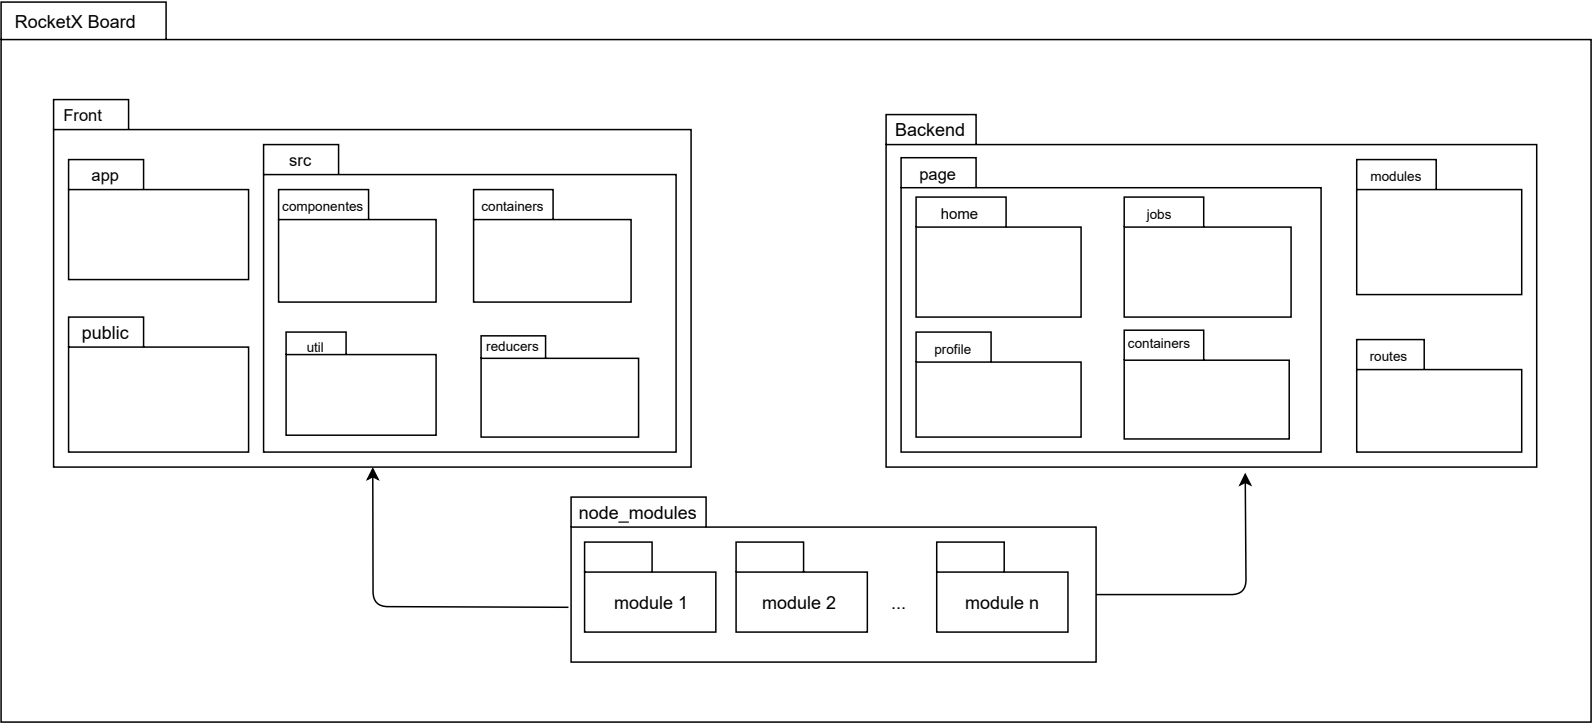 RocketX Board
Front
app
src
componentes
containers
public
util
reducers
Backend
page
home
jobs
modules
profile
containers
routes
node_modules
module 1
module 2
...
module n